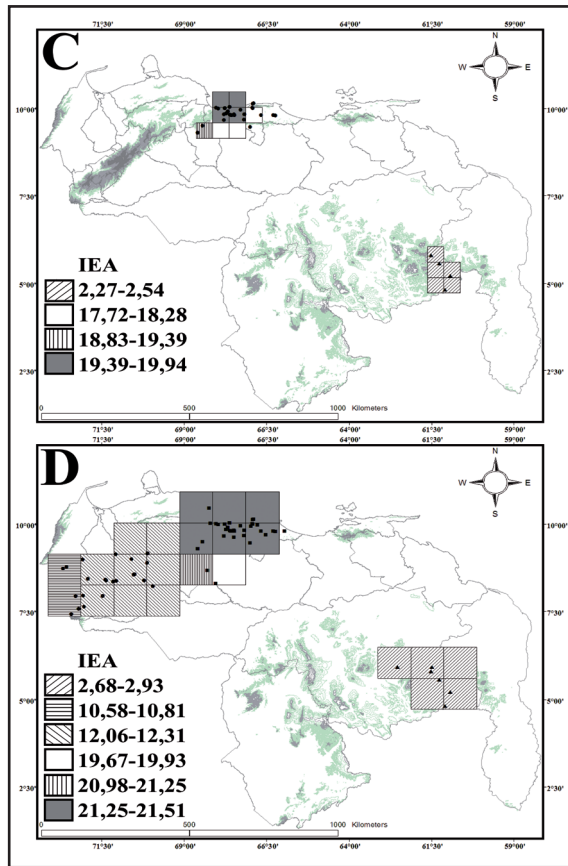 71°30' 69°00' 66°30' 64°00' 61°30' 59°00'
C
N
W E
S
10°00' 10°00'
7°30' 7°30'
5°00' 5°00'
2°30' 2°30'
IEA
2,27-2,54
17,72-18,28
18,83-19,39
19,39-19,94
Kilometers
0 500 1000
71°30' 69°00' 66°30' 64°00' 61°30' 59°00'
71°30' 69°00' 66°30' 64°00' 61°30' 59°00'
D
N
W E
S
10°00' 10°00'
7°30' 7°30'
5°00' 5°00'
2°30' 2°30'
IEA
2,68-2,93
10,58-10,81
12,06-12,31
19,67-19,93
20,98-21,25
21,25-21,51
Kilometers
0 500 1000
71°30' 69°00' 66°30' 64°00' 61°30' 59°00'